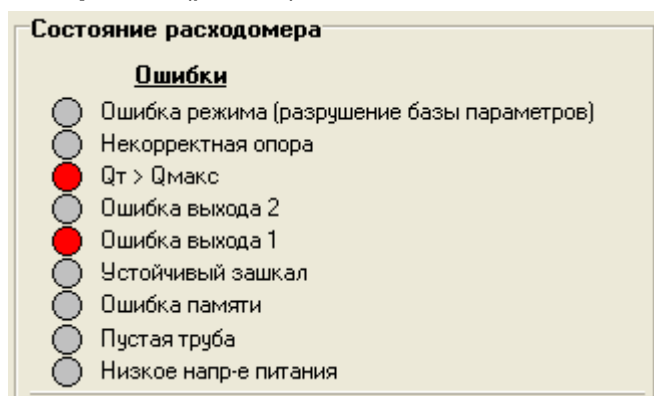 Состояние расходомера
Ошибки
Ошибка режима (разрушение базы параметров)
Некорректная опора
Qт > Qмакс
Ошибка выхода 2
Ошибка выхода 1
Устойчивый зашкал
Ошибка памяти
Пустая труба
Низкое напр-е питания